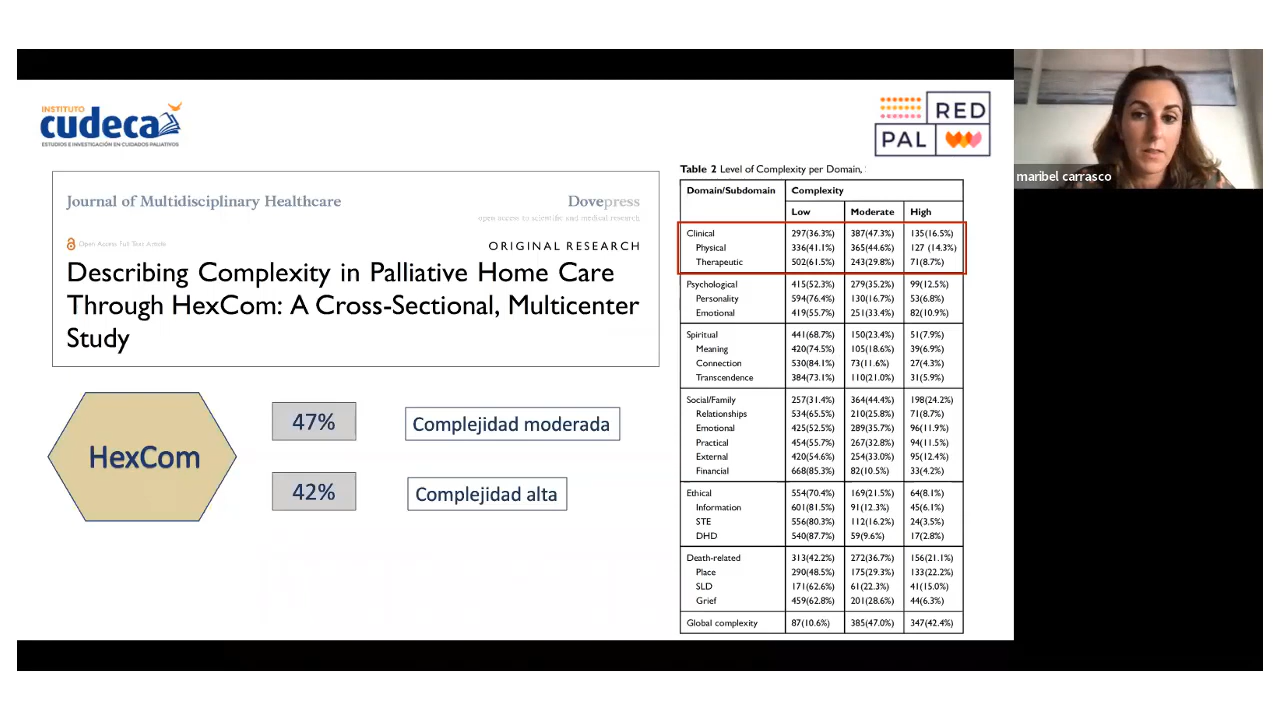 INSTITUTO
cudeca
ESTUDIOS E INVESTIGACIÓN EN CUIDADOS PALIATIVOS
RED
PAL
maribel carrasco
Journal of Multidisciplinary Healthcare
Dovepress
open access to scientific and medical research
Open Access Full Text Article
ORIGINAL RESEARCH
Describing Complexity in Palliative Home Care
Through HexCom: A Cross-Sectional, Multicenter
Study
HexCom
47% Complejidad moderada
42% Complejidad alta
Table 2 Level of Complexity per Domain,
Domain/Subdomain Complexity
Low Moderate High
Clinical 297(36.3%) 387(47.3%) 135(16.5%)
Physical 336(41.1%) 365(44.6%) 127 (14.3%)
Therapeutic 502(61.5%) 243(29.8%) 71(8.7%)
Psychological 415(52.3%) 279(35.2%) 99(12.5%)
Personality 594(76.4%) 130(16.7%) 53(6.8%)
Emotional 419(55.7%) 251(33.4%) 82(10.9%)
Spiritual 441(68.7%) 150(23.4%) 51(7.9%)
Meaning 420(74.5%) 105(18.6%) 39(6.9%)
Connection 530(84.1%) 73(11.6%) 27(4.3%)
Transcendence 384(73.1%) 110(21.0%) 31(5.9%)
Social/Family 257(31.4%) 364(44.4%) 198(24.2%)
Relationships 534(65.5%) 210(25.8%) 71(8.7%)
Emotional 425(52.5%) 289(35.7%) 96(11.9%)
Practical 454(55.7%) 267(32.8%) 94(11.5%)
External 420(54.6%) 254(33.0%) 95(12.4%)
Financial 668(85.3%) 82(10.5%) 33(4.2%)
Ethical 554(70.4%) 169(21.5%) 64(8.1%)
Information 601(81.5%) 91(12.3%) 45(6.1%)
STE 556(80.3%) 112(16.2%) 24(3.5%)
DHD 540(87.7%) 59(9.6%) 17(2.8%)
Death-related 313(42.2%) 272(36.7%) 156(21.1%)
Place 290(48.5%) 175(29.3%) 133(22.2%)
SLD 171(62.6%) 61(22.3%) 41(15.0%)
Grief 459(62.8%) 201(28.6%) 44(6.3%)
Global complexity 87(10.6%) 385(47.0%) 347(42.4%)